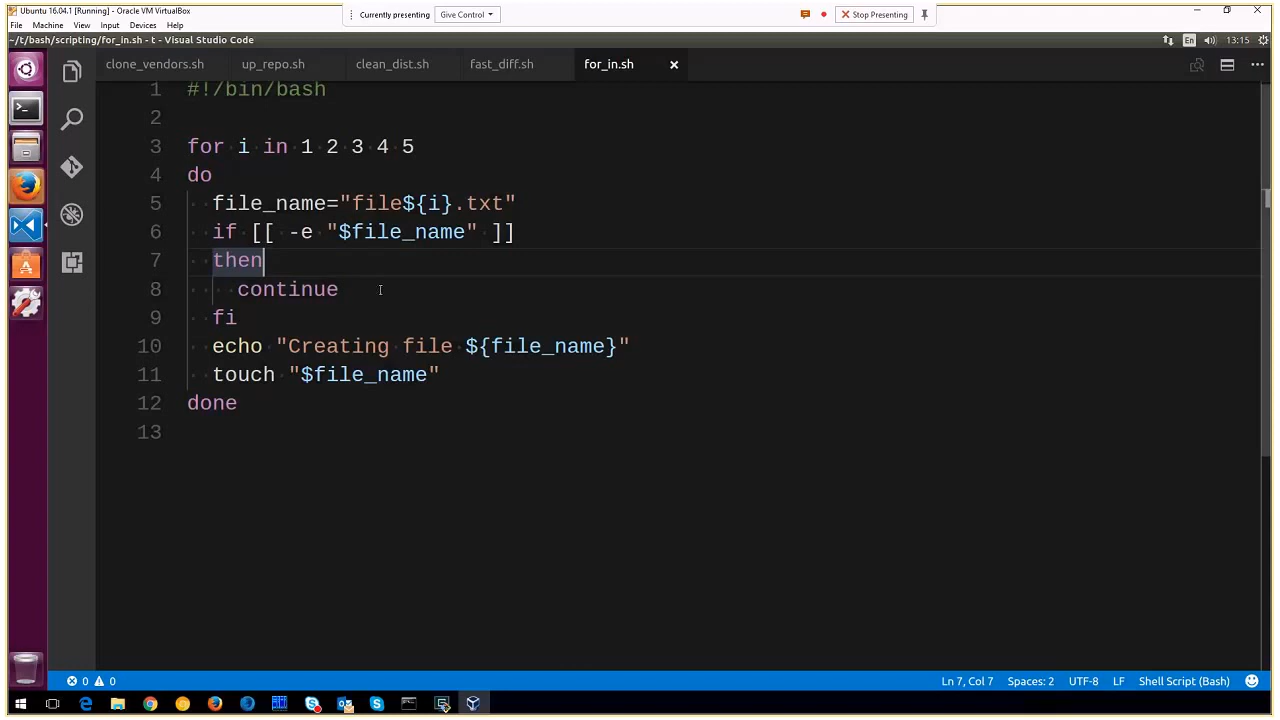 Ubuntu 16.04.1 [Running] - Oracle VM VirtualBox
Currently presenting Give Control Stop Presenting
File Machine View Input Devices Help
~/t/bash/scripting/for_in.sh - t - Visual Studio Code En 13:15
clone_vendors.sh up_repo.sh clean_dist.sh fast_diff.sh for_in.sh
1 #!/bin/bash
2
3 for i in 1 2 3 4 5
4 do
5 file_name="file${i}.txt"
6 if [[ -e "$file_name" ]]
7 then
8 continue
9 fi
10 echo "Creating file ${file_name}"
11 touch "$file_name"
12 done
13
0 0 Ln 7, Col 7 Spaces: 2 UTF-8 LF Shell Script (Bash)